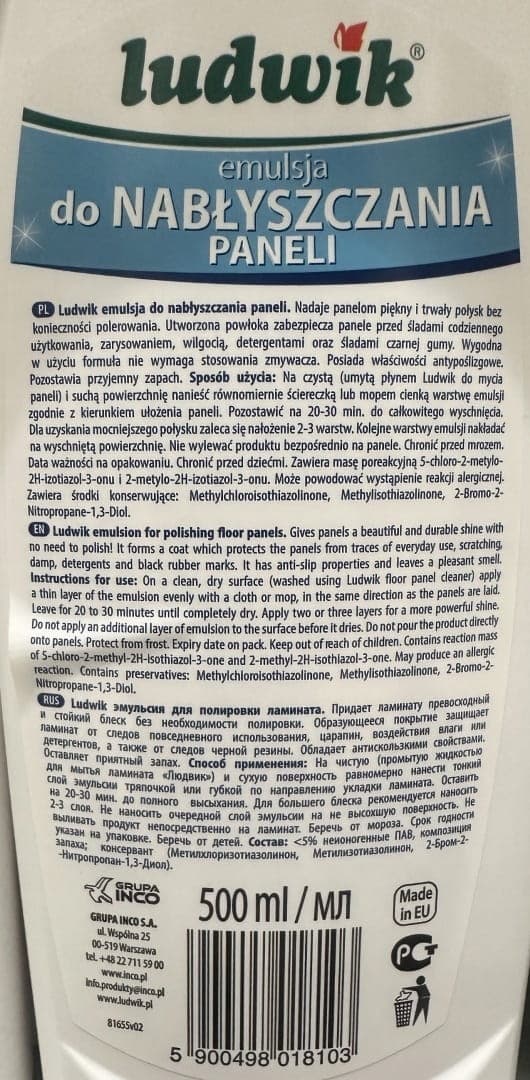 ludwik®
emulsja
do NABŁYSZCZANIA
PANELI
PL Ludwik emulsja do nabłyszczania paneli. Nadaje panelom piękny i trwały połysk bez
konieczności polerowania. Utworzona powłoka zabezpiecza panele przed śladami codziennego
użytkowania, zarysowaniem, wilgocią, detergentami oraz śladami czarnej gumy. Wygodna
w użyciu formuła nie wymaga stosowania zmywacza. Posiada właściwości antypoślizgowe.
Pozostawia przyjemny zapach. Sposób użycia: Na czystą (umytą płynem Ludwik do mycia
paneli) i suchą powierzchnię nanieść równomiernie ściereczką lub mopem cienką warstwę emulsji
zgodnie z kierunkiem ułożenia paneli. Pozostawić na 20-30 min. do całkowitego wyschnięcia.
Dla uzyskania mocniejszego połysku zaleca się nałożenie 2-3 warstw. Kolejne warstwy emulsji nakładać
na wyschniętą powierzchnię. Nie wylewać produktu bezpośrednio na panele. Chronić przed mrozem.
Data ważności na opakowaniu. Chronić przed dziećmi. Zawiera masę poreakcyjną 5-chloro-2-metylo-
2H-izotiazol-3-onu i 2-metylo-2H-izotiazol-3-onu. Może powodować wystąpienie reakcji alergicznej.
Zawiera środki konserwujące: Methylchloroisothiazolinone, Methylisothiazolinone, 2-Bromo-2-
Nitropropane-1,3-Diol.
EN Ludwik emulsion for polishing floor panels. Gives panels a beautiful and durable shine with
no need to polish! It forms a coat which protects the panels from traces of everyday use, scratching,
damp, detergents and black rubber marks. It has anti-slip properties and leaves a pleasant smell.
Instructions for use: On a clean, dry surface (washed using Ludwik floor panel cleaner) apply
a thin layer of the emulsion evenly with a cloth or mop, in the same direction as the panels are laid.
Leave for 20 to 30 minutes until completely dry. Apply two or three layers for a more powerful shine.
Do not apply an additional layer of emulsion to the surface before it dries. Do not pour the product directly
onto panels. Protect from frost. Expiry date on pack. Keep out of reach of children. Contains reaction mass
of 5-chloro-2-methyl-2H-isothiazol-3-one and 2-methyl-2H-isothiazol-3-one. May produce an allergic
reaction. Contains preservatives: Methylchloroisothiazolinone, Methylisothiazolinone, 2-Bromo-2-
Nitropropane-1,3-Diol.
RUS Ludwik эмульсия для полировки ламината. Придает ламинату превосходный
и стойкий блеск без необходимости полировки. Образующееся покрытие защищает
ламинат от следов повседневного использования, царапин, воздействия влаги или
детергентов, а также от следов черной резины. Обладает антискользкими свойствами.
Оставляет приятный запах. Способ применения: На чистую (промытую жидкостью
для мытья ламината «Людвик») и сухую поверхность равномерно нанести тонкий
слой эмульсии тряпочкой или губкой по направлению укладки ламината. Оставить
на 20-30 мин. до полного высыхания. Для большего блеска рекомендуется наносить
2-3 слоя. Не наносить очередной слой эмульсии на не высохшую поверхность. Не
выливать продукт непосредственно на ламинат. Беречь от мороза. Срок годности
указан на упаковке. Беречь от детей. Состав: <5% неионогенные ПАВ, композиция
запаха; консервант (Метилхлоризотиазолинон, Метилизотиазолинон, 2-Бром-2-
-Нитропропан-1,3-Диол).
GRUPA
INCO
GRUPA INCO S.A.
ul. Wspólna 25
00-519 Warszawa
tel. +48 22 711 59 00
www.inco.pl
info.produkty@inco.pl
www.ludwik.pl
81655v02
500 ml / МЛ
Made
in EU
РСТ
5 900498 018103